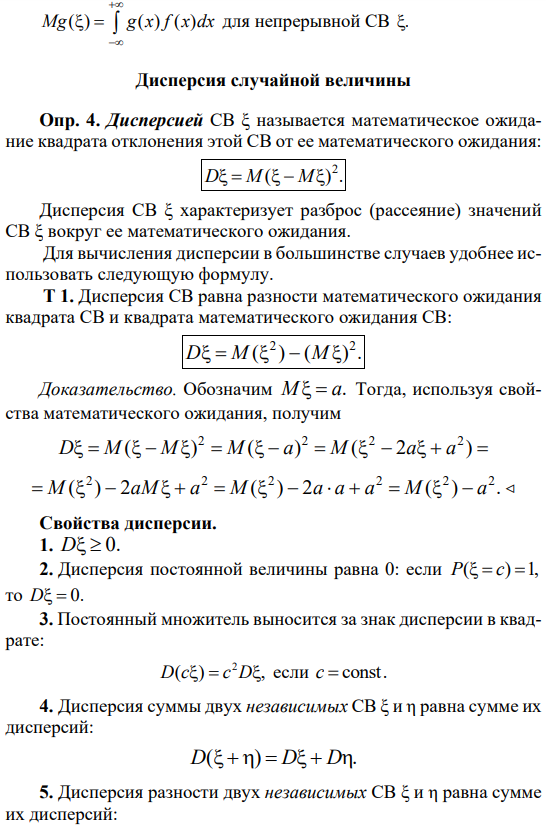 Mg(ξ) = ∫_{−∞}^{+∞} g(x) f(x)dx для непрерывной СВ ξ.
Дисперсия случайной величины
Опр. 4. Дисперсией СВ ξ называется математическое ожида-
ние квадрата отклонения этой СВ от ее математического ожидания:
Dξ = M(ξ − Mξ)².
Дисперсия СВ ξ характеризует разброс (рассеяние) значений
СВ ξ вокруг ее математического ожидания.
Для вычисления дисперсии в большинстве случаев удобнее ис-
пользовать следующую формулу.
Т 1. Дисперсия СВ равна разности математического ожидания
квадрата СВ и квадрата математического ожидания СВ:
Dξ = M(ξ²) − (Mξ)².
Доказательство. Обозначим Mξ = a. Тогда, используя свой-
ства математического ожидания, получим
Dξ = M(ξ − Mξ)² = M(ξ − a)² = M(ξ² − 2aξ + a²) =
= M(ξ²) − 2aMξ + a² = M(ξ²) − 2a · a + a² = M(ξ²) − a². ◁
Свойства дисперсии.
1. Dξ ≥ 0.
2. Дисперсия постоянной величины равна 0: если P(ξ = c) = 1,
то Dξ = 0.
3. Постоянный множитель выносится за знак дисперсии в квад-
рате:
D(cξ) = c²Dξ, если c = const.
4. Дисперсия суммы двух независимых СВ ξ и η равна сумме их
дисперсий:
D(ξ + η) = Dξ + Dη.
5. Дисперсия разности двух независимых СВ ξ и η равна сумме
их дисперсий: